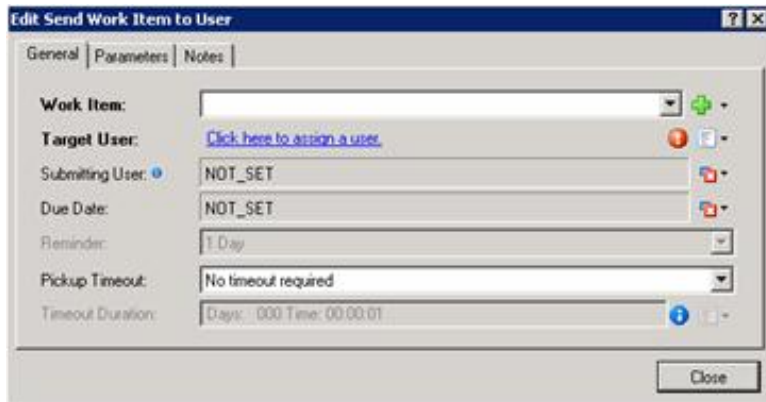 Edit Send Work Item to User
General Parameters Notes
Work Item:
Target User: Click here to assign a user.
Submitting User: NOT_SET
Due Date: NOT_SET
Reminder: 1 Day
Pickup Timeout: No timeout required
Timeout Duration: Days: 000 Time: 00:00:01
Close